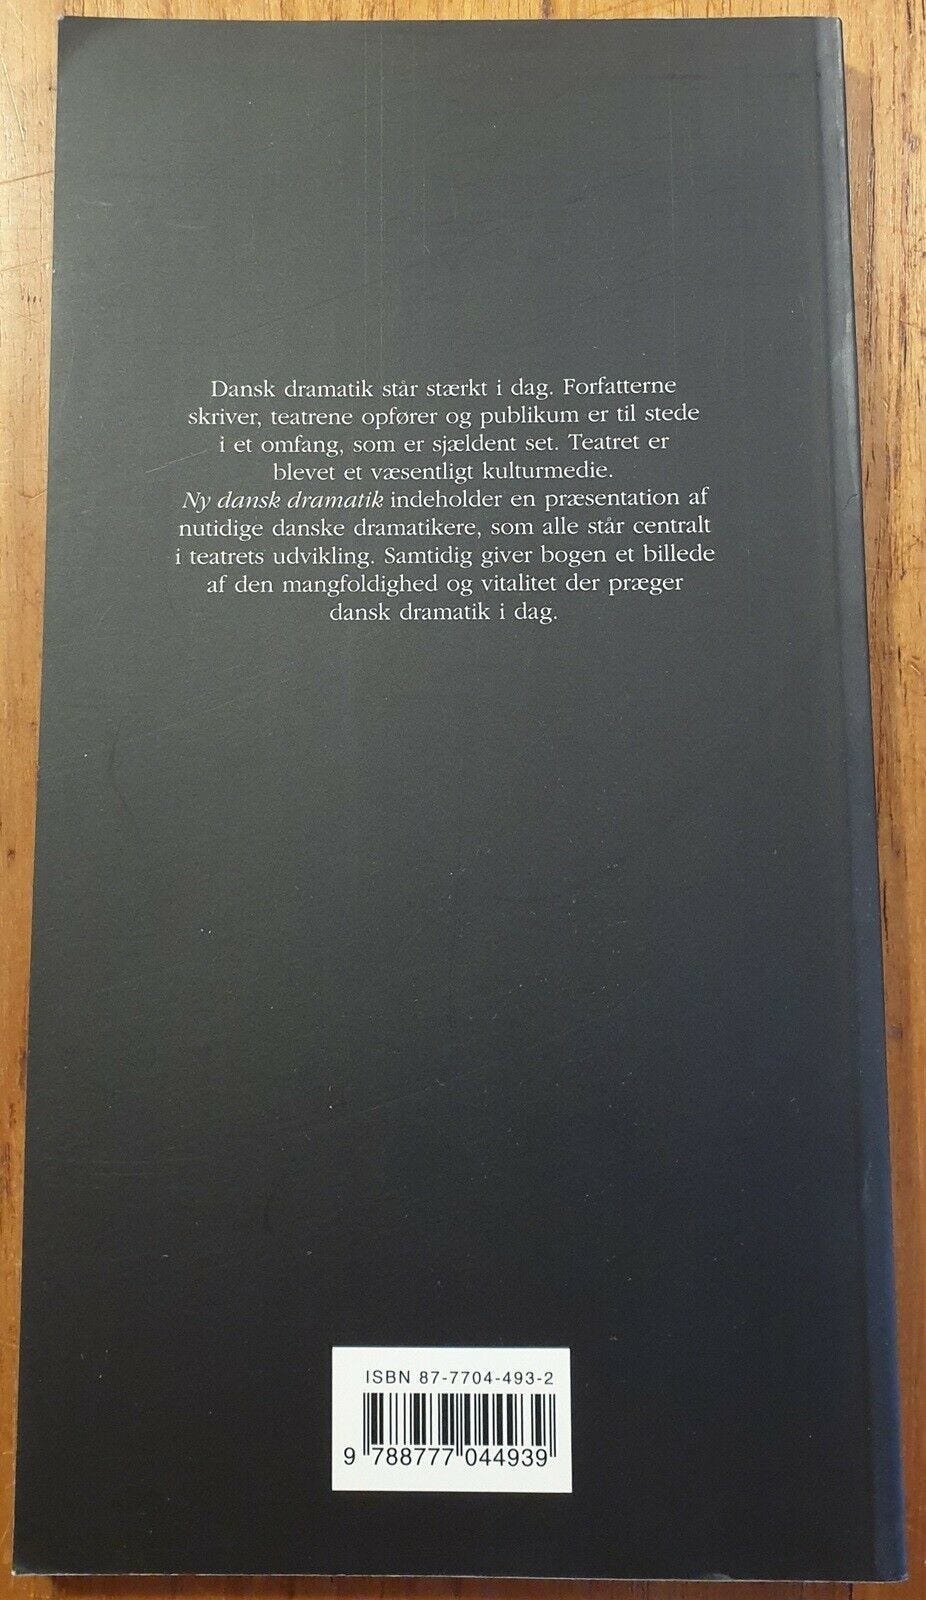 Dansk dramatik står stærkt i dag. Forfatterne
skriver, teatrene opfører og publikum er til stede
i et omfang, som er sjældent set. Teatret er
blevet et væsentligt kulturmedie.
Ny dansk dramatik indeholder en præsentation af
nutidige danske dramatikere, som alle står centralt
i teatrets udvikling. Samtidig giver bogen et billede
af den mangfoldighed og vitalitet der præger
dansk dramatik i dag.
ISBN 87-7704-493-2
9 788777 044939